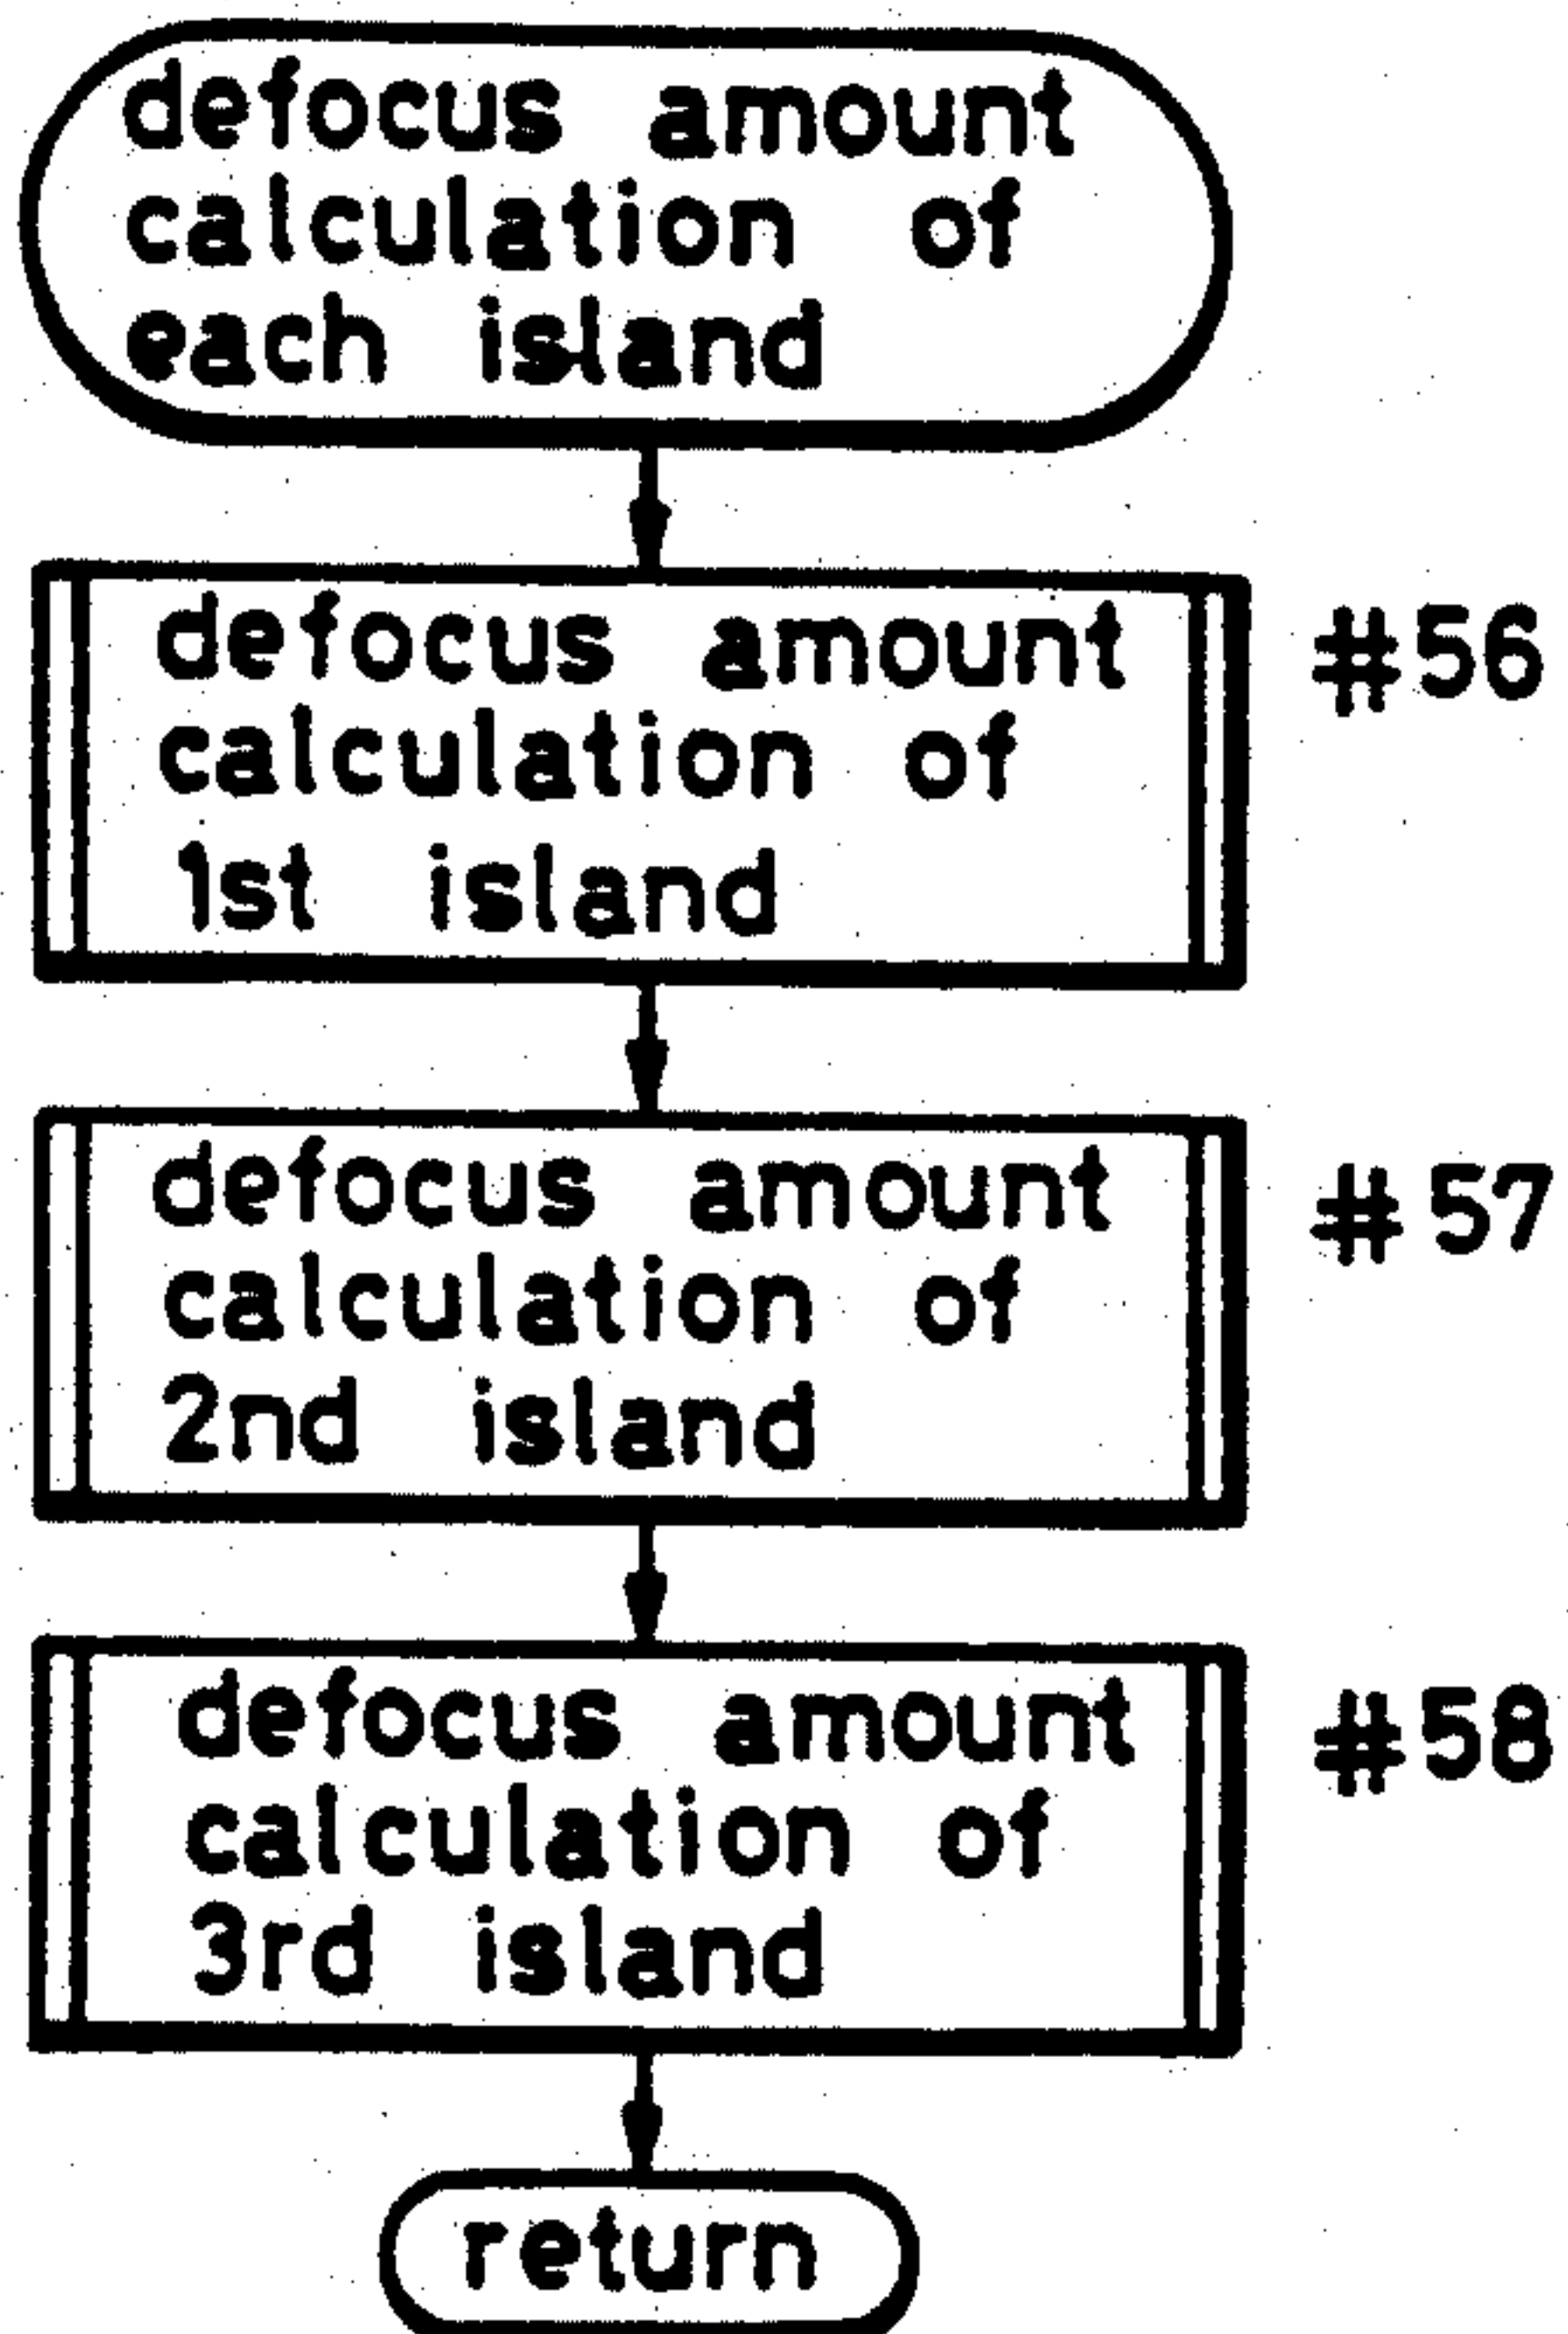 defocus amount
calculation of
each island
defocus amount
calculation of
1st island
#56
defocus amount
calculation of
2nd island
#57
defocus amount
calculation of
3rd island
#58
return